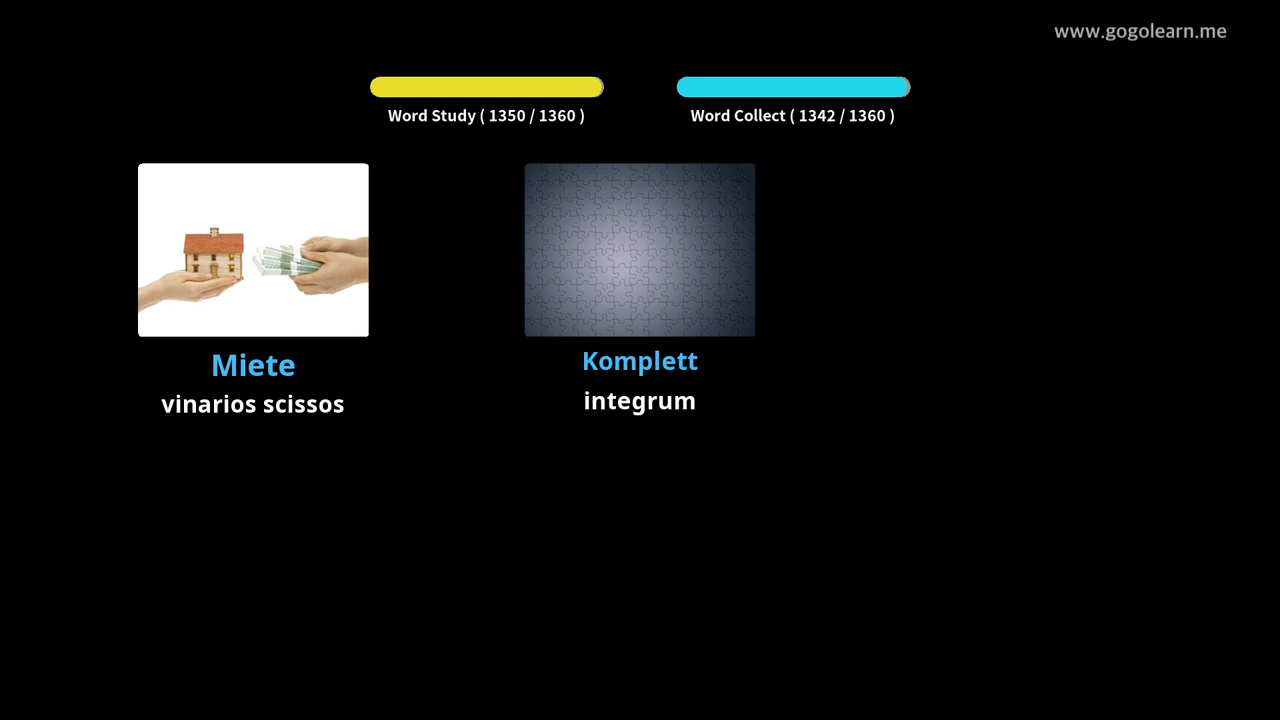 www.gogolearn.me
Word Study ( 1350 / 1360 )
Word Collect ( 1342 / 1360 )
Miete
vinarios scissos
Komplett
integrum